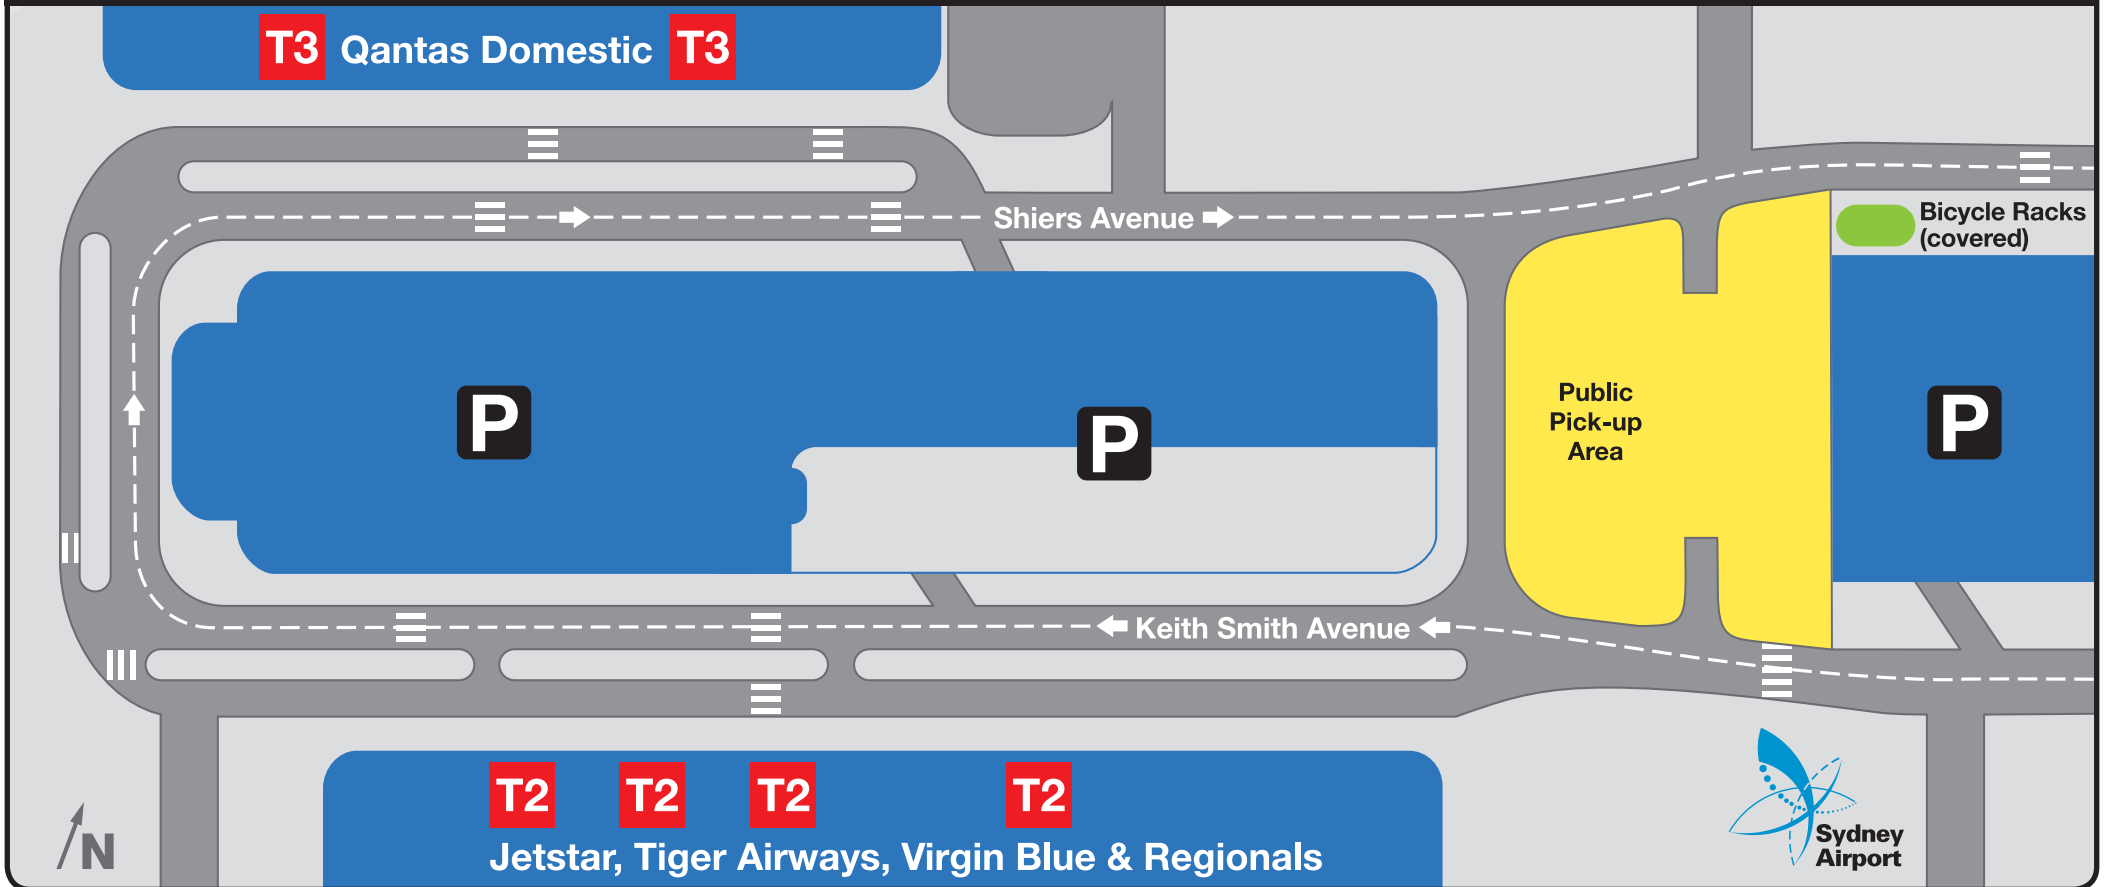 T3 Qantas Domestic T3
Shiers Avenue
Bicycle Racks
(covered)
P
P
Public
Pick-up
Area
P
Keith Smith Avenue
T2 T2 T2 T2
Jetstar, Tiger Airways, Virgin Blue & Regionals
N
Sydney
Airport